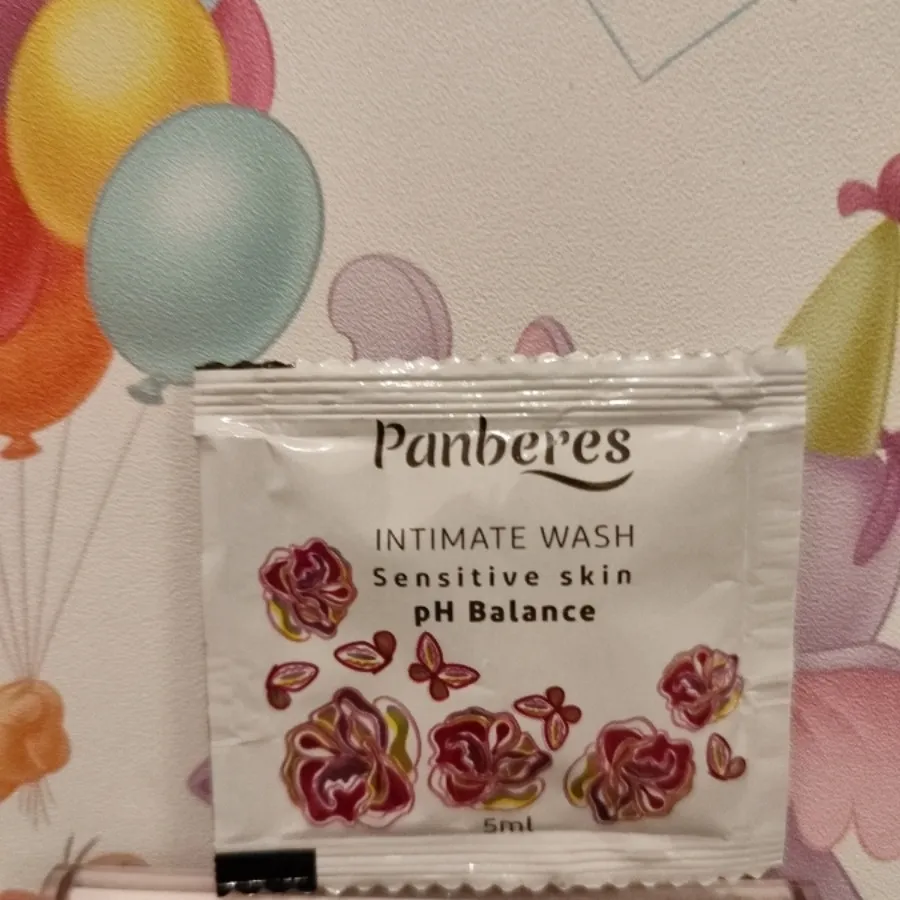 Panberes
INTIMATE WASH
Sensitive skin
pH Balance
5ml